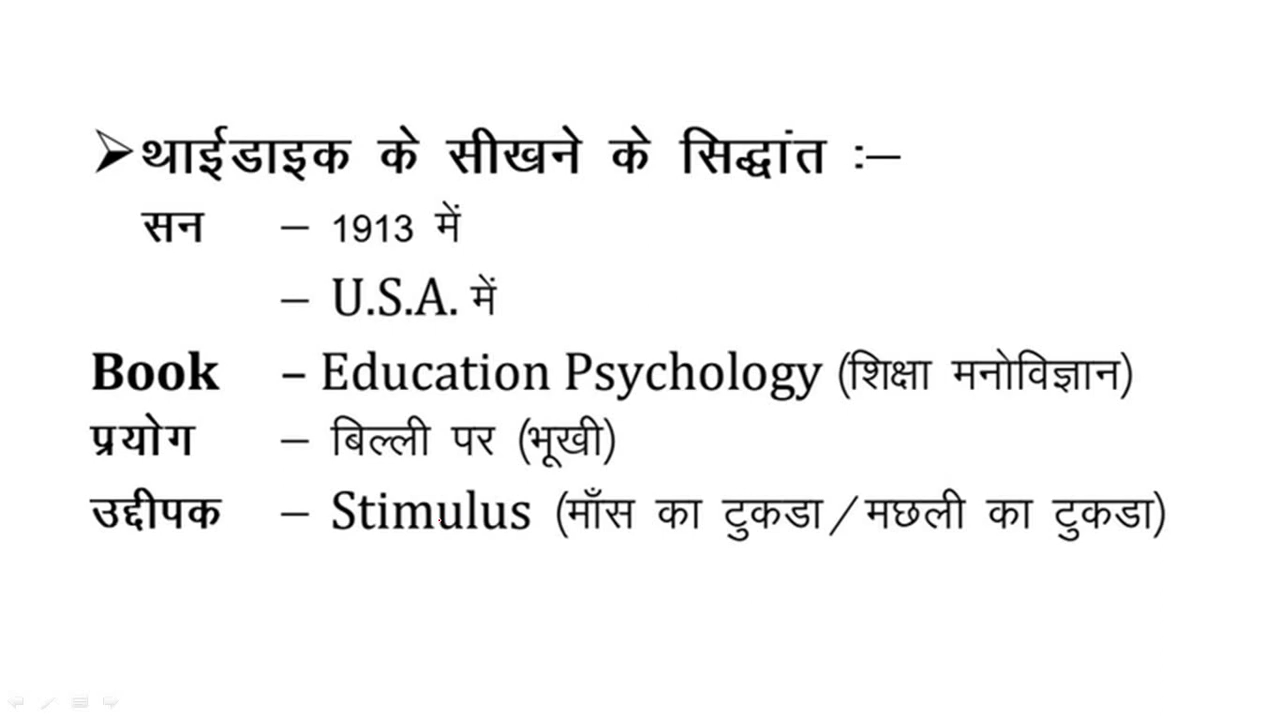 ➢थाईडाइक के सीखने के सिद्धांत :–
सन – 1913 में
– U.S.A. में
Book – Education Psychology (शिक्षा मनोविज्ञान)
प्रयोग – बिल्ली पर (भूखी)
उद्दीपक – Stimulus (माँस का टुकडा/मछली का टुकडा)